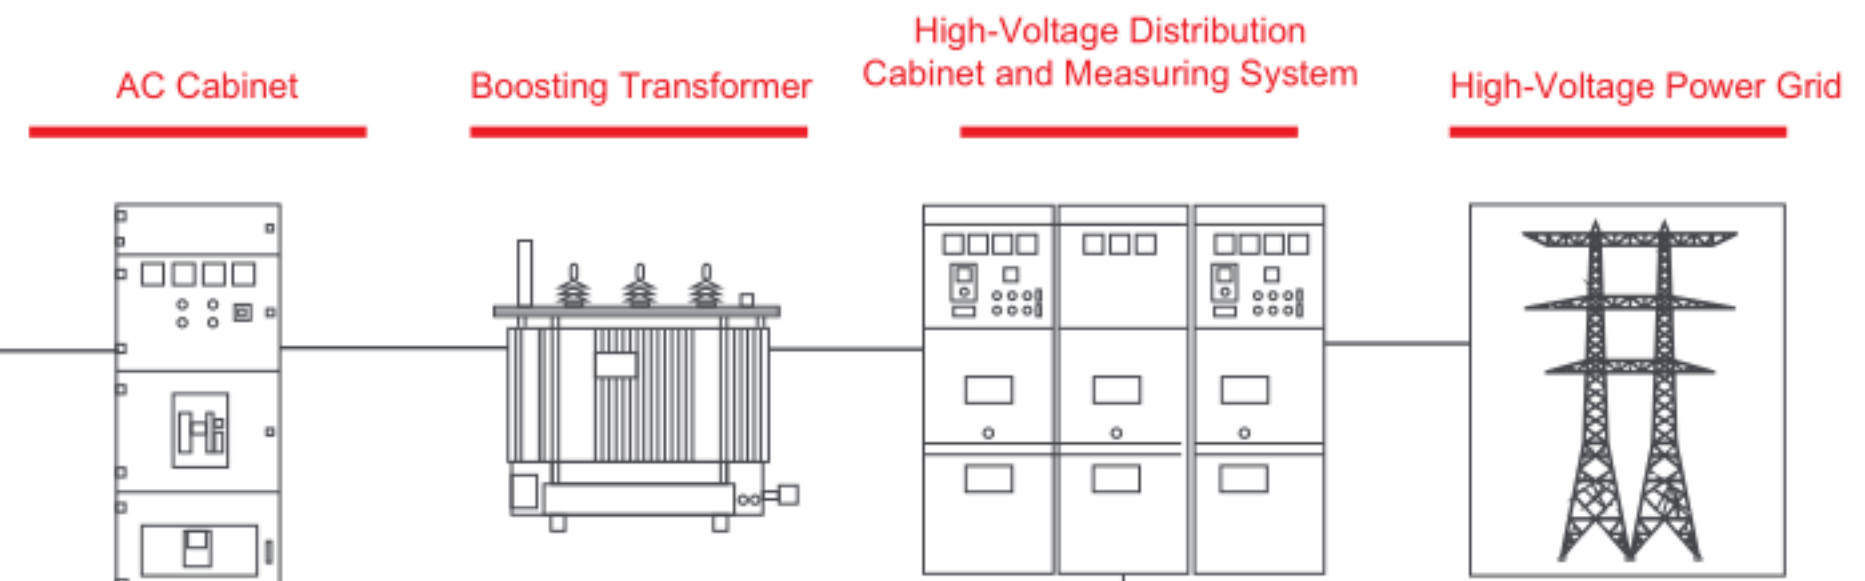 AC Cabinet
Boosting Transformer
High-Voltage Distribution
Cabinet and Measuring System
High-Voltage Power Grid